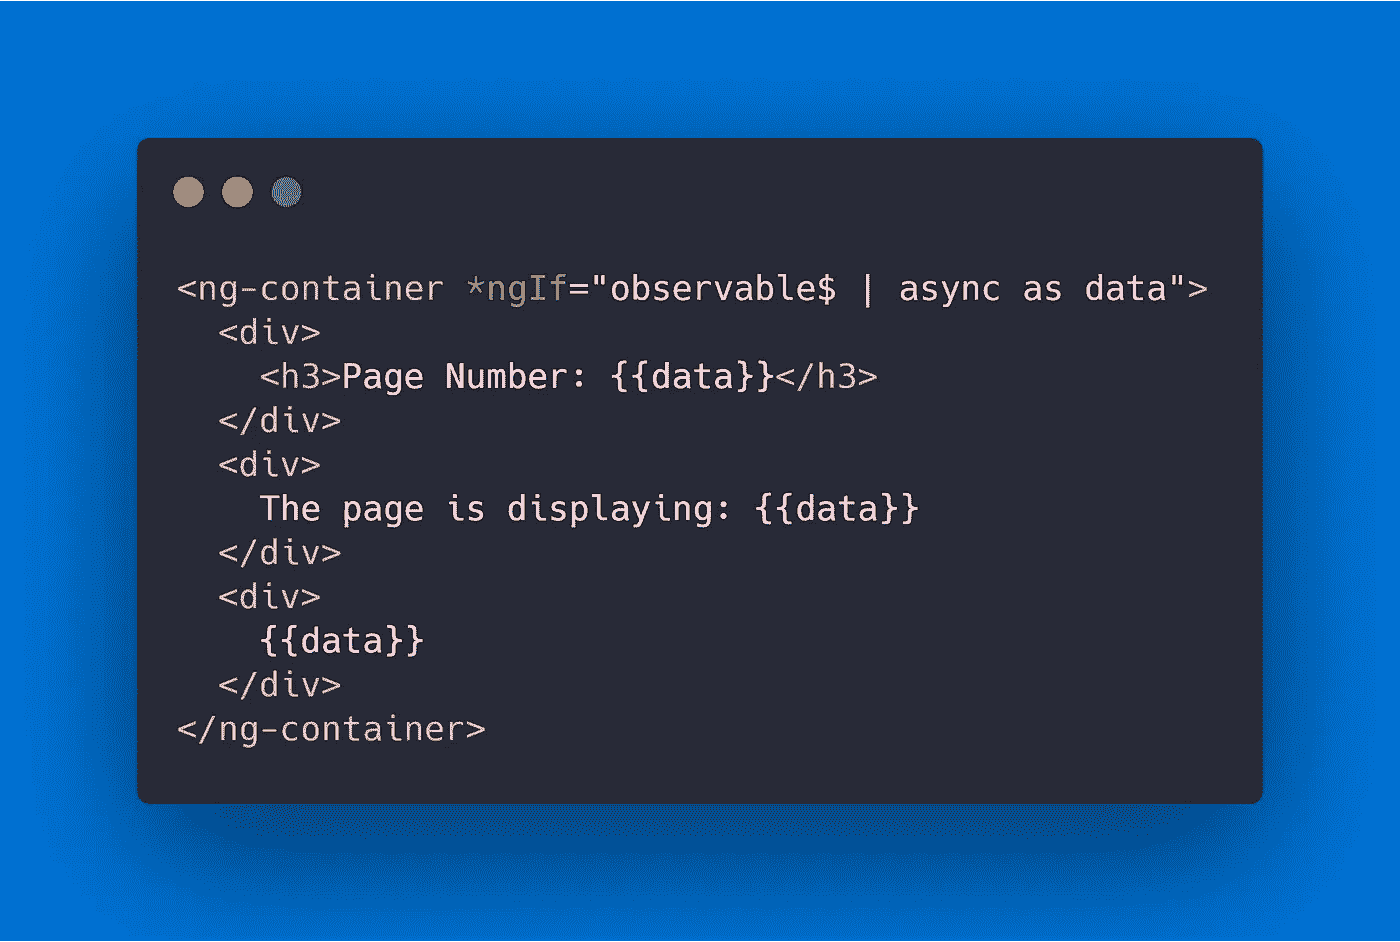 <ng-container *ngIf="observable$ | async as data">
  <div>
    <h3>Page Number: {{data}}</h3>
  </div>
  <div>
    The page is displaying: {{data}}
  </div>
  <div>
    {{data}}
  </div>
</ng-container>